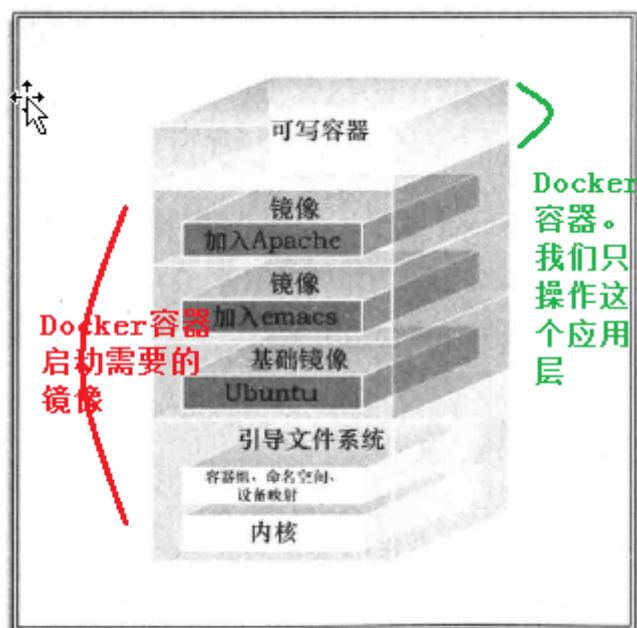 可写容器
镜像
加入Apache
镜像
加入emacs
基础镜像
Ubuntu
引导文件系统
容器组，命名空间，
设备映射
内核
Docker容器
启动需要的
镜像
Docker
容器。
我们只
操作这
个应用
层